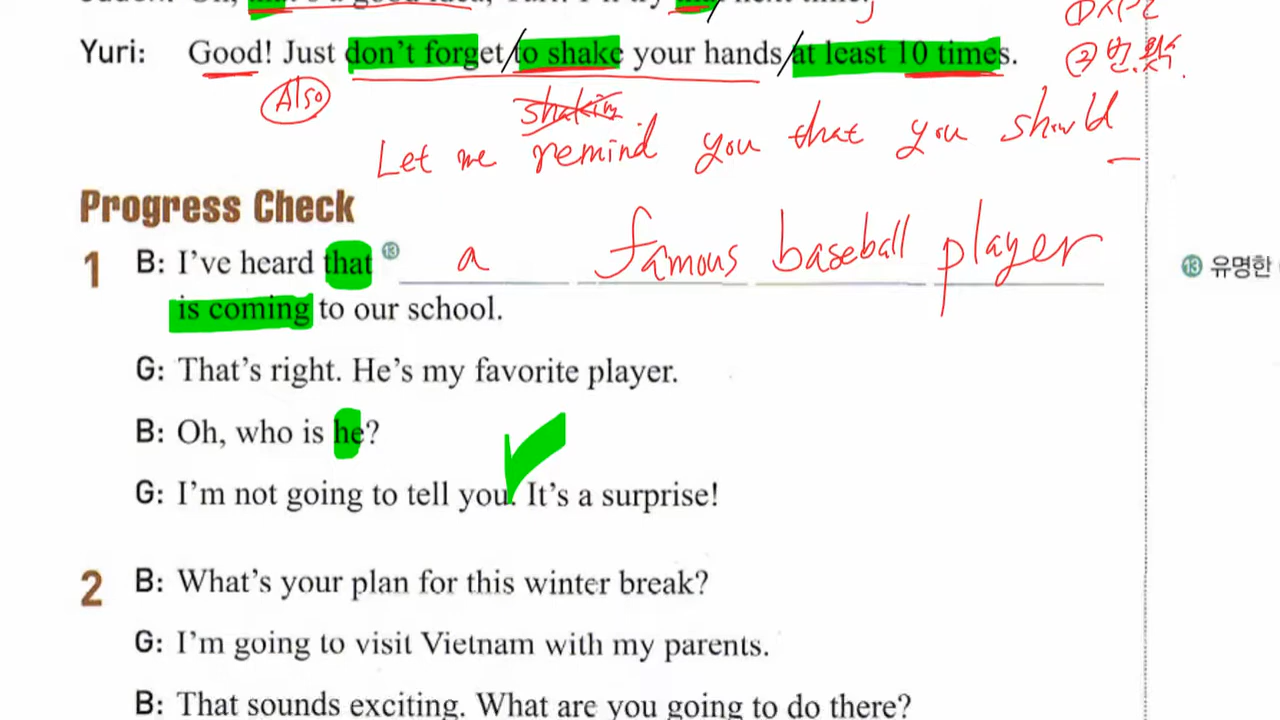 Yuri: Good! Just don't forget to shake your hands at least 10 times.
② 번. 횟수.
Also
shaking
Let me remind you that you should
Progress Check
1 B: I've heard that ⑬ a famous baseball player
⑬ 유명한
is coming to our school.
G: That's right. He's my favorite player.
B: Oh, who is he?
G: I'm not going to tell you. It's a surprise!
2 B: What's your plan for this winter break?
G: I'm going to visit Vietnam with my parents.
B: That sounds exciting. What are you going to do there?